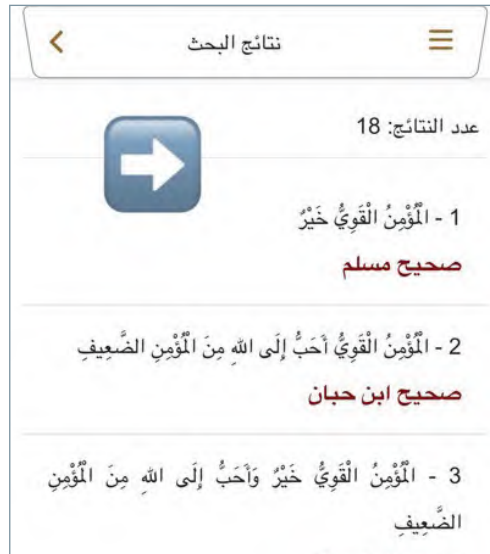 نتائج البحث
عدد النتائج: 18
1 - الْمُؤْمِنُ الْقَوِيُّ خَيْرٌ
صحيح مسلم
2 - الْمُؤْمِنُ الْقَوِيُّ أَحَبُّ إِلَى اللهِ مِنَ الْمُؤْمِنِ الضَّعِيفِ
صحيح ابن حبان
3 - الْمُؤْمِنُ الْقَوِيُّ خَيْرٌ وَأَحَبُّ إِلَى اللهِ مِنَ الْمُؤْمِنِ
الضَّعِيفِ